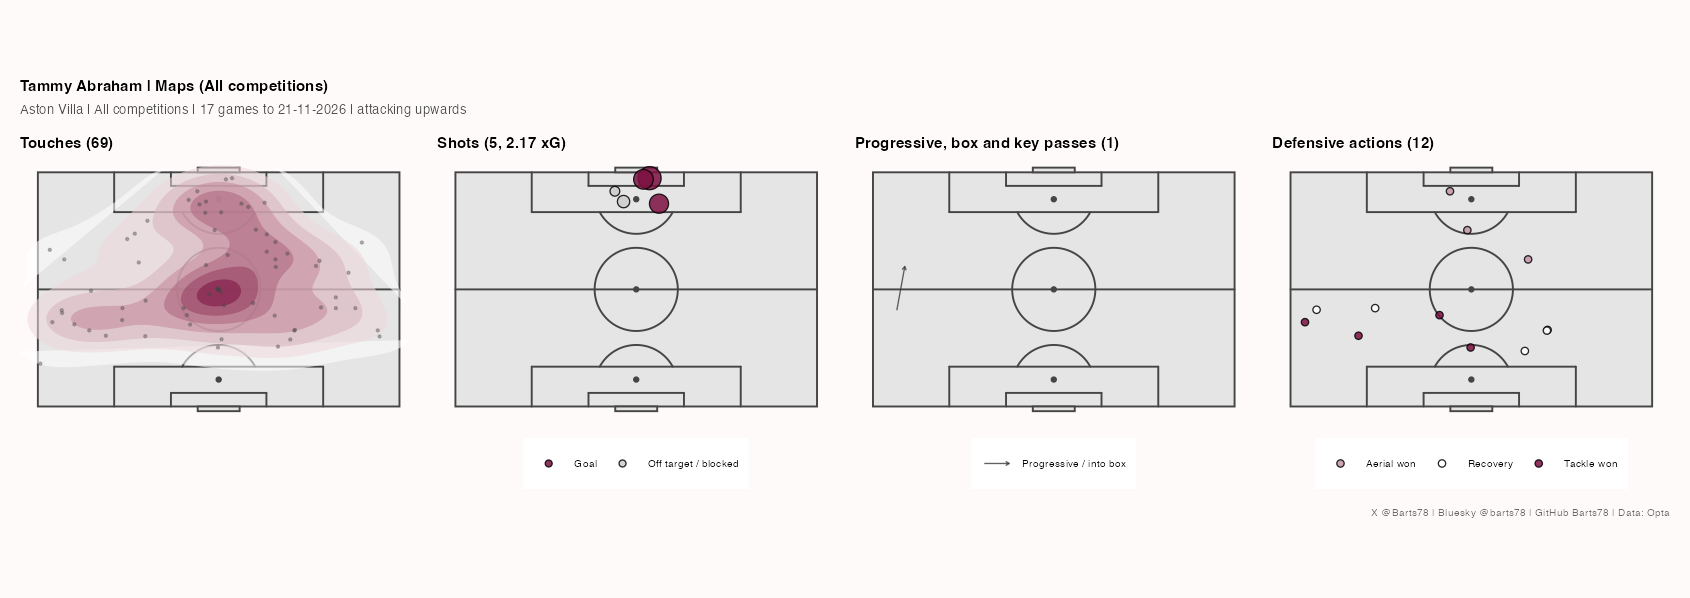 Tammy Abraham | Maps (All competitions)
Aston Villa | All competitions | 17 games to 21-11-2026 | attacking upwards
Touches (69)
Shots (5, 2.17 xG)
Progressive, box and key passes (1)
Defensive actions (12)
Goal
Off target / blocked
Progressive / into box
Aerial won
Recovery
Tackle won
X @Barts78 | Bluesky @barts78 | GitHub Barts78 | Data: Opta